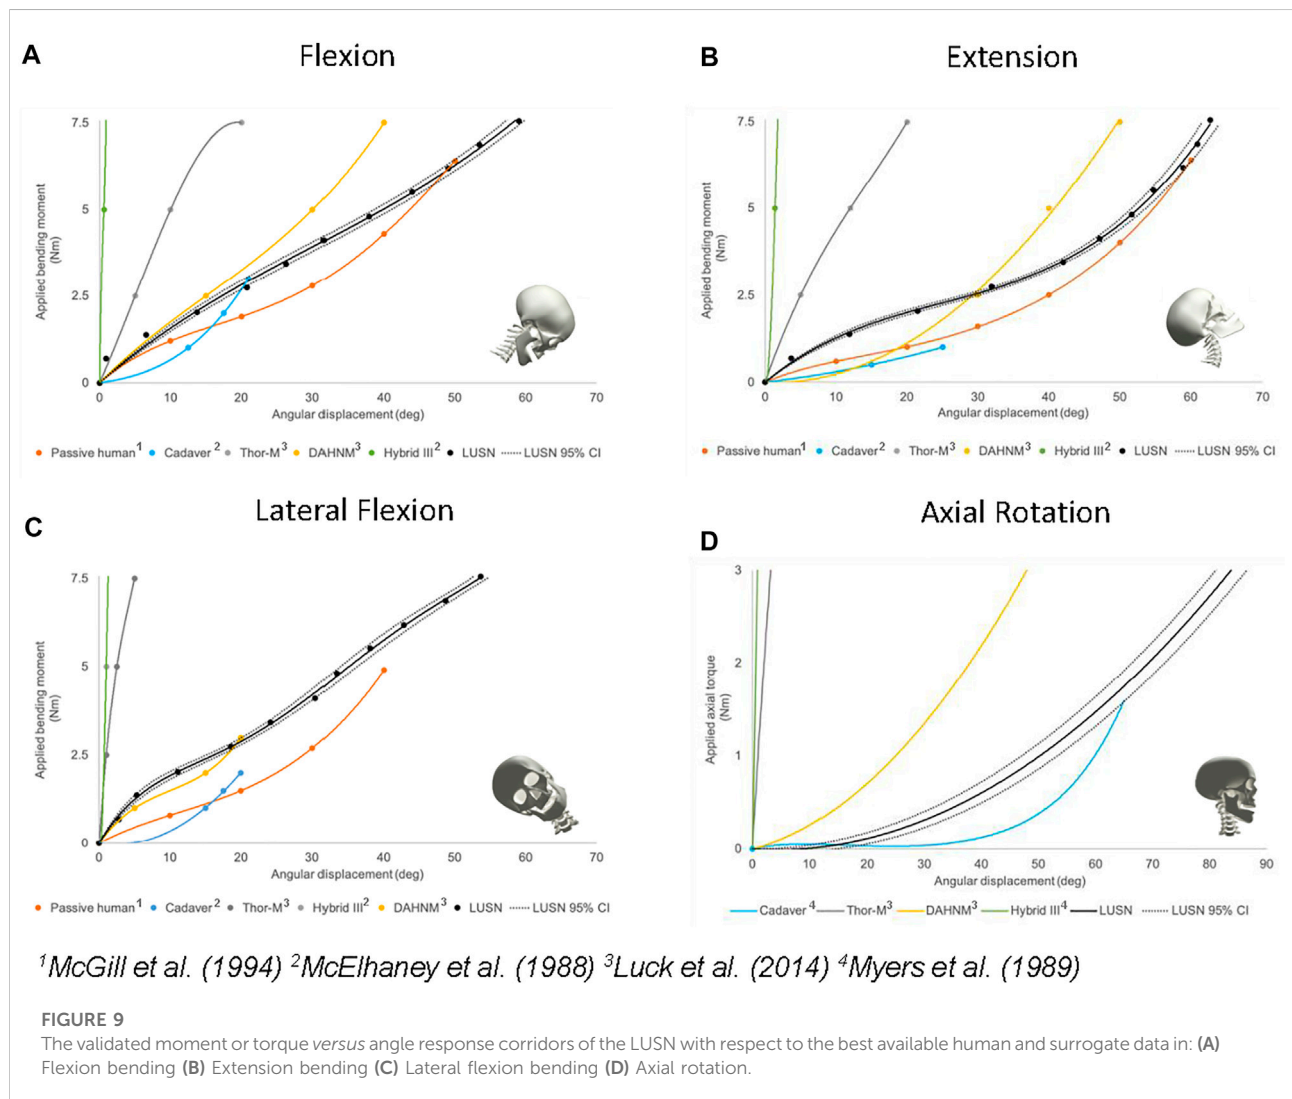 A
Flexion
7.5
5
2.5
0
0
10
20
30
40
50
60
70
Applied bending moment
(Nm)
Angular displacement (deg)
Passive human1 Cadaver2 Thor-M3 DAHNM3 Hybrid III2 LUSN LUSN 95% CI
B
Extension
7.5
5
2.5
0
0
10
20
30
40
50
60
70
Applied bending moment
(Nm)
Angular displacement (deg)
Passive human1 Cadaver2 Thor-M3 DAHNM3 Hybrid III2 LUSN LUSN 95% CI
C
Lateral Flexion
7.5
5
2.5
0
0
10
20
30
40
50
60
70
Applied bending moment
(Nm)
Angular displacement (deg)
Passive human1 Cadaver2 Thor-M3 Hybrid III2 DAHNM3 LUSN LUSN 95% CI
D
Axial Rotation
3
2
1
0
0
10
20
30
40
50
60
70
80
90
Applied axial torque
(Nm)
Angular displacement (deg)
Cadaver4 Thor-M3 DAHNM3 Hybrid III4 LUSN LUSN 95% CI
1McGill et al. (1994) 2McElhaney et al. (1988) 3Luck et al. (2014) 4Myers et al. (1989)
FIGURE 9
The validated moment or torque versus angle response corridors of the LUSN with respect to the best available human and surrogate data in: (A)
Flexion bending (B) Extension bending (C) Lateral flexion bending (D) Axial rotation.